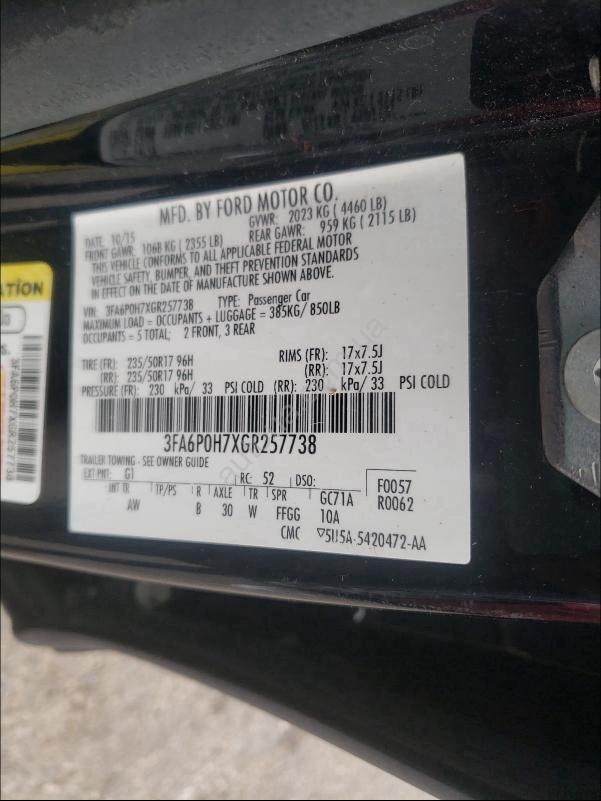 MFD. BY FORD MOTOR CO.
DATE: 10/15 GVWR: 2023 KG ( 4460 LB)
FRONT GAWR: 1068 KG ( 2355 LB) REAR GAWR: 959 KG ( 2115 LB)
THIS VEHICLE CONFORMS TO ALL APPLICABLE FEDERAL MOTOR
VEHICLE SAFETY, BUMPER, AND THEFT PREVENTION STANDARDS
IN EFFECT ON THE DATE OF MANUFACTURE SHOWN ABOVE.
VIN: 3FA6P0H7XGR257738 TYPE: Passenger Car
MAXIMUM LOAD = OCCUPANTS + LUGGAGE = 385KG/ 850LB
OCCUPANTS = 5 TOTAL; 2 FRONT, 3 REAR
TIRE (FR): 235/50R17 96H RIMS (FR): 17x7.5J
(RR): 235/50R17 96H (RR): 17x7.5J
PRESSURE (FR): 230 kPa/ 33 PSI COLD (RR): 230 kPa/ 33 PSI COLD
3FA6P0H7XGR257738
TRAILER TOWING - SEE OWNER GUIDE
EXT PNT: G1 RC: 52 DSO: F0057
INT TR TP/PS R AXLE TR SPR GC71A R0062
AW B 30 W FFGG 10A
CMC 5U5A-5420472-AA
ATION
3FA6P0H7XGR257738